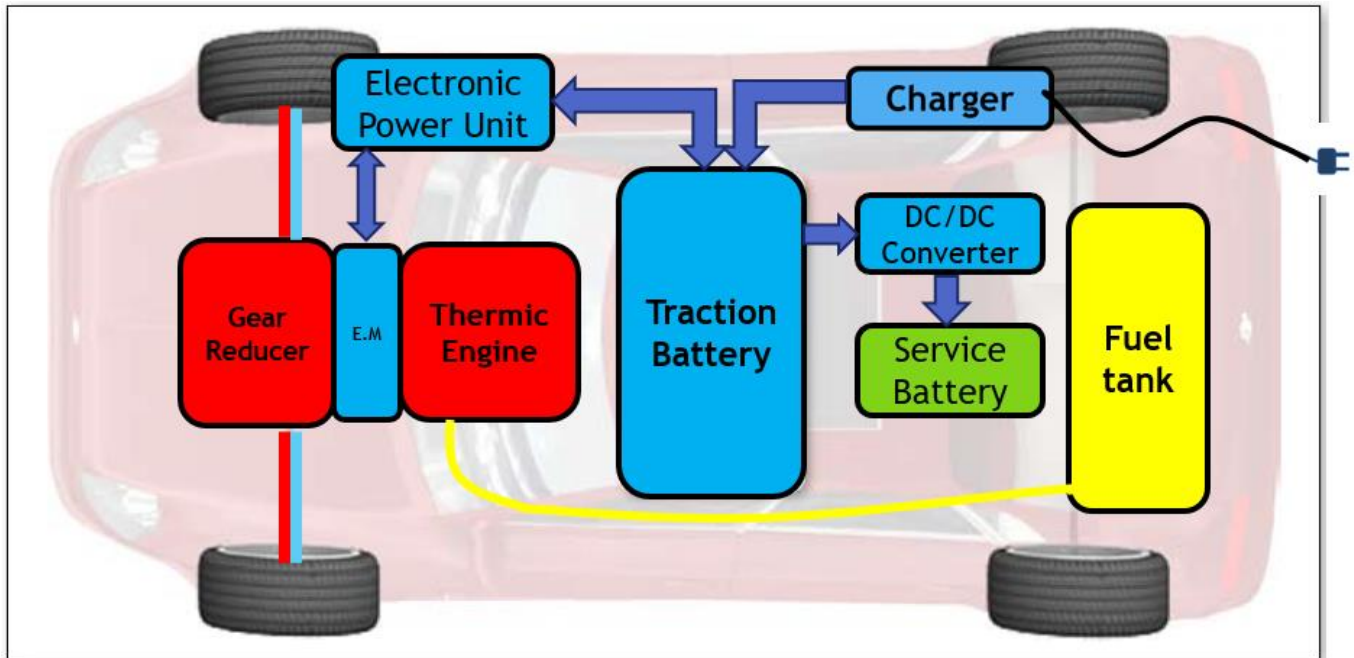 Electronic
Power Unit
Charger
DC/DC
Converter
Gear
Reducer
E.M
Thermic
Engine
Traction
Battery
Service
Battery
Fuel
tank